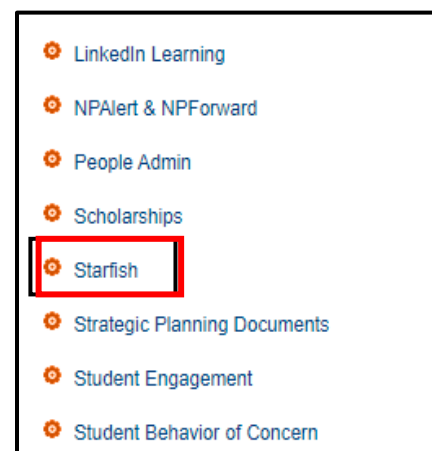 LinkedIn Learning
NPAlert & NPForward
People Admin
Scholarships
Starfish
Strategic Planning Documents
Student Engagement
Student Behavior of Concern